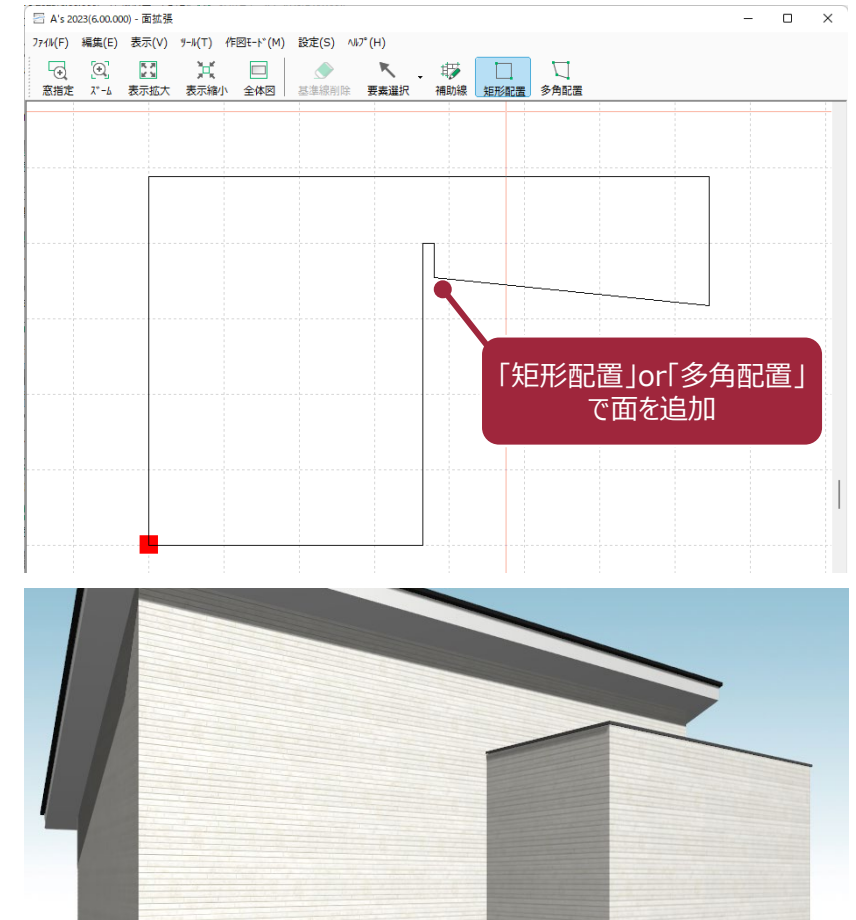 A's 2023(6.00.000) - 面拡張
ﾌｧｲﾙ(F) 編集(E) 表示(V) ﾂｰﾙ(T) 作図ﾓｰﾄﾞ(M) 設定(S) ﾍﾙﾌﾟ(H)
窓指定 ｽﾞｰﾑ 表示拡大 表示縮小 全体図 基準線削除 要素選択 補助線 矩形配置 多角配置
「矩形配置」or「多角配置」
で面を追加